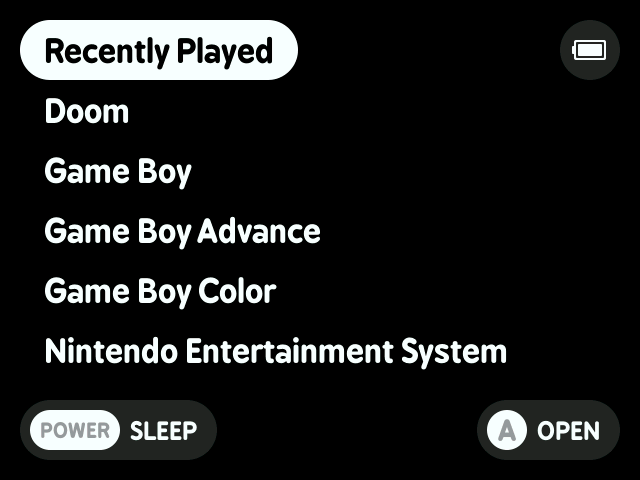 Recently Played
Doom
Game Boy
Game Boy Advance
Game Boy Color
Nintendo Entertainment System
POWER SLEEP
A OPEN